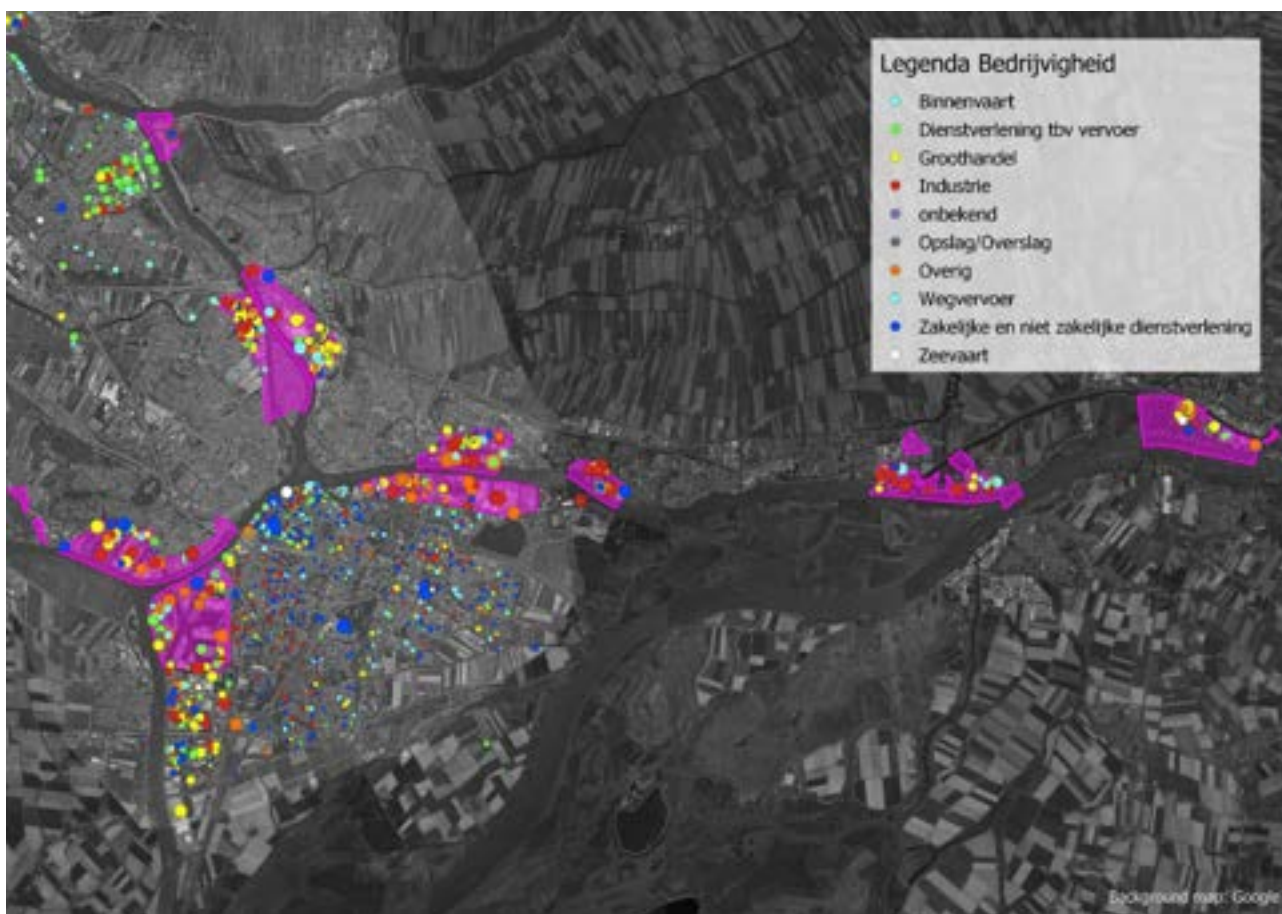 Legenda Bedrijvigheid
Binnenvaart
Dienstverlening tbv vervoer
Groothandel
Industrie
onbekend
Opslag/Overslag
Overig
Wegvervoer
Zakelijke en niet zakelijke dienstverlening
Zeevaart
Background map: Google